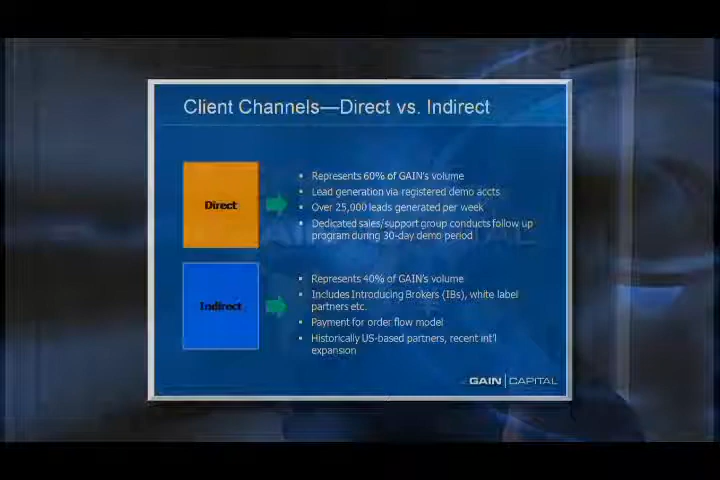 Client Channels—Direct vs. Indirect
Direct
Represents 60% of GAIN's volume
Lead generation via registered demo accts
Over 25,000 leads generated per week
Dedicated sales/support group conducts follow up
program during 30-day demo period
Indirect
Represents 40% of GAIN's volume
Includes Introducing Brokers (IBs), white label
partners etc.
Payment for order flow model
Historically US-based partners, recent int'l
expansion
GAIN CAPITAL